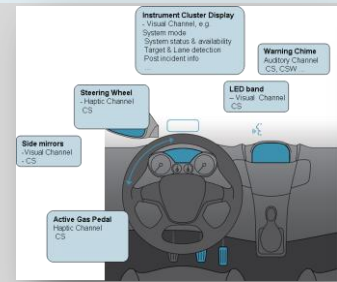 Instrument Cluster Display
- Visual Channel, e.g.
System mode
System status & availability
Target & Lane detection
Post incident info
...
Warning Chime
Auditory Channel
CS, CSW ...
Steering Wheel
- Haptic Channel
CS
LED band
– Visual Channel
CS
Side mirrors
-Visual Channel
- CS
Active Gas Pedal
Haptic Channel
CS